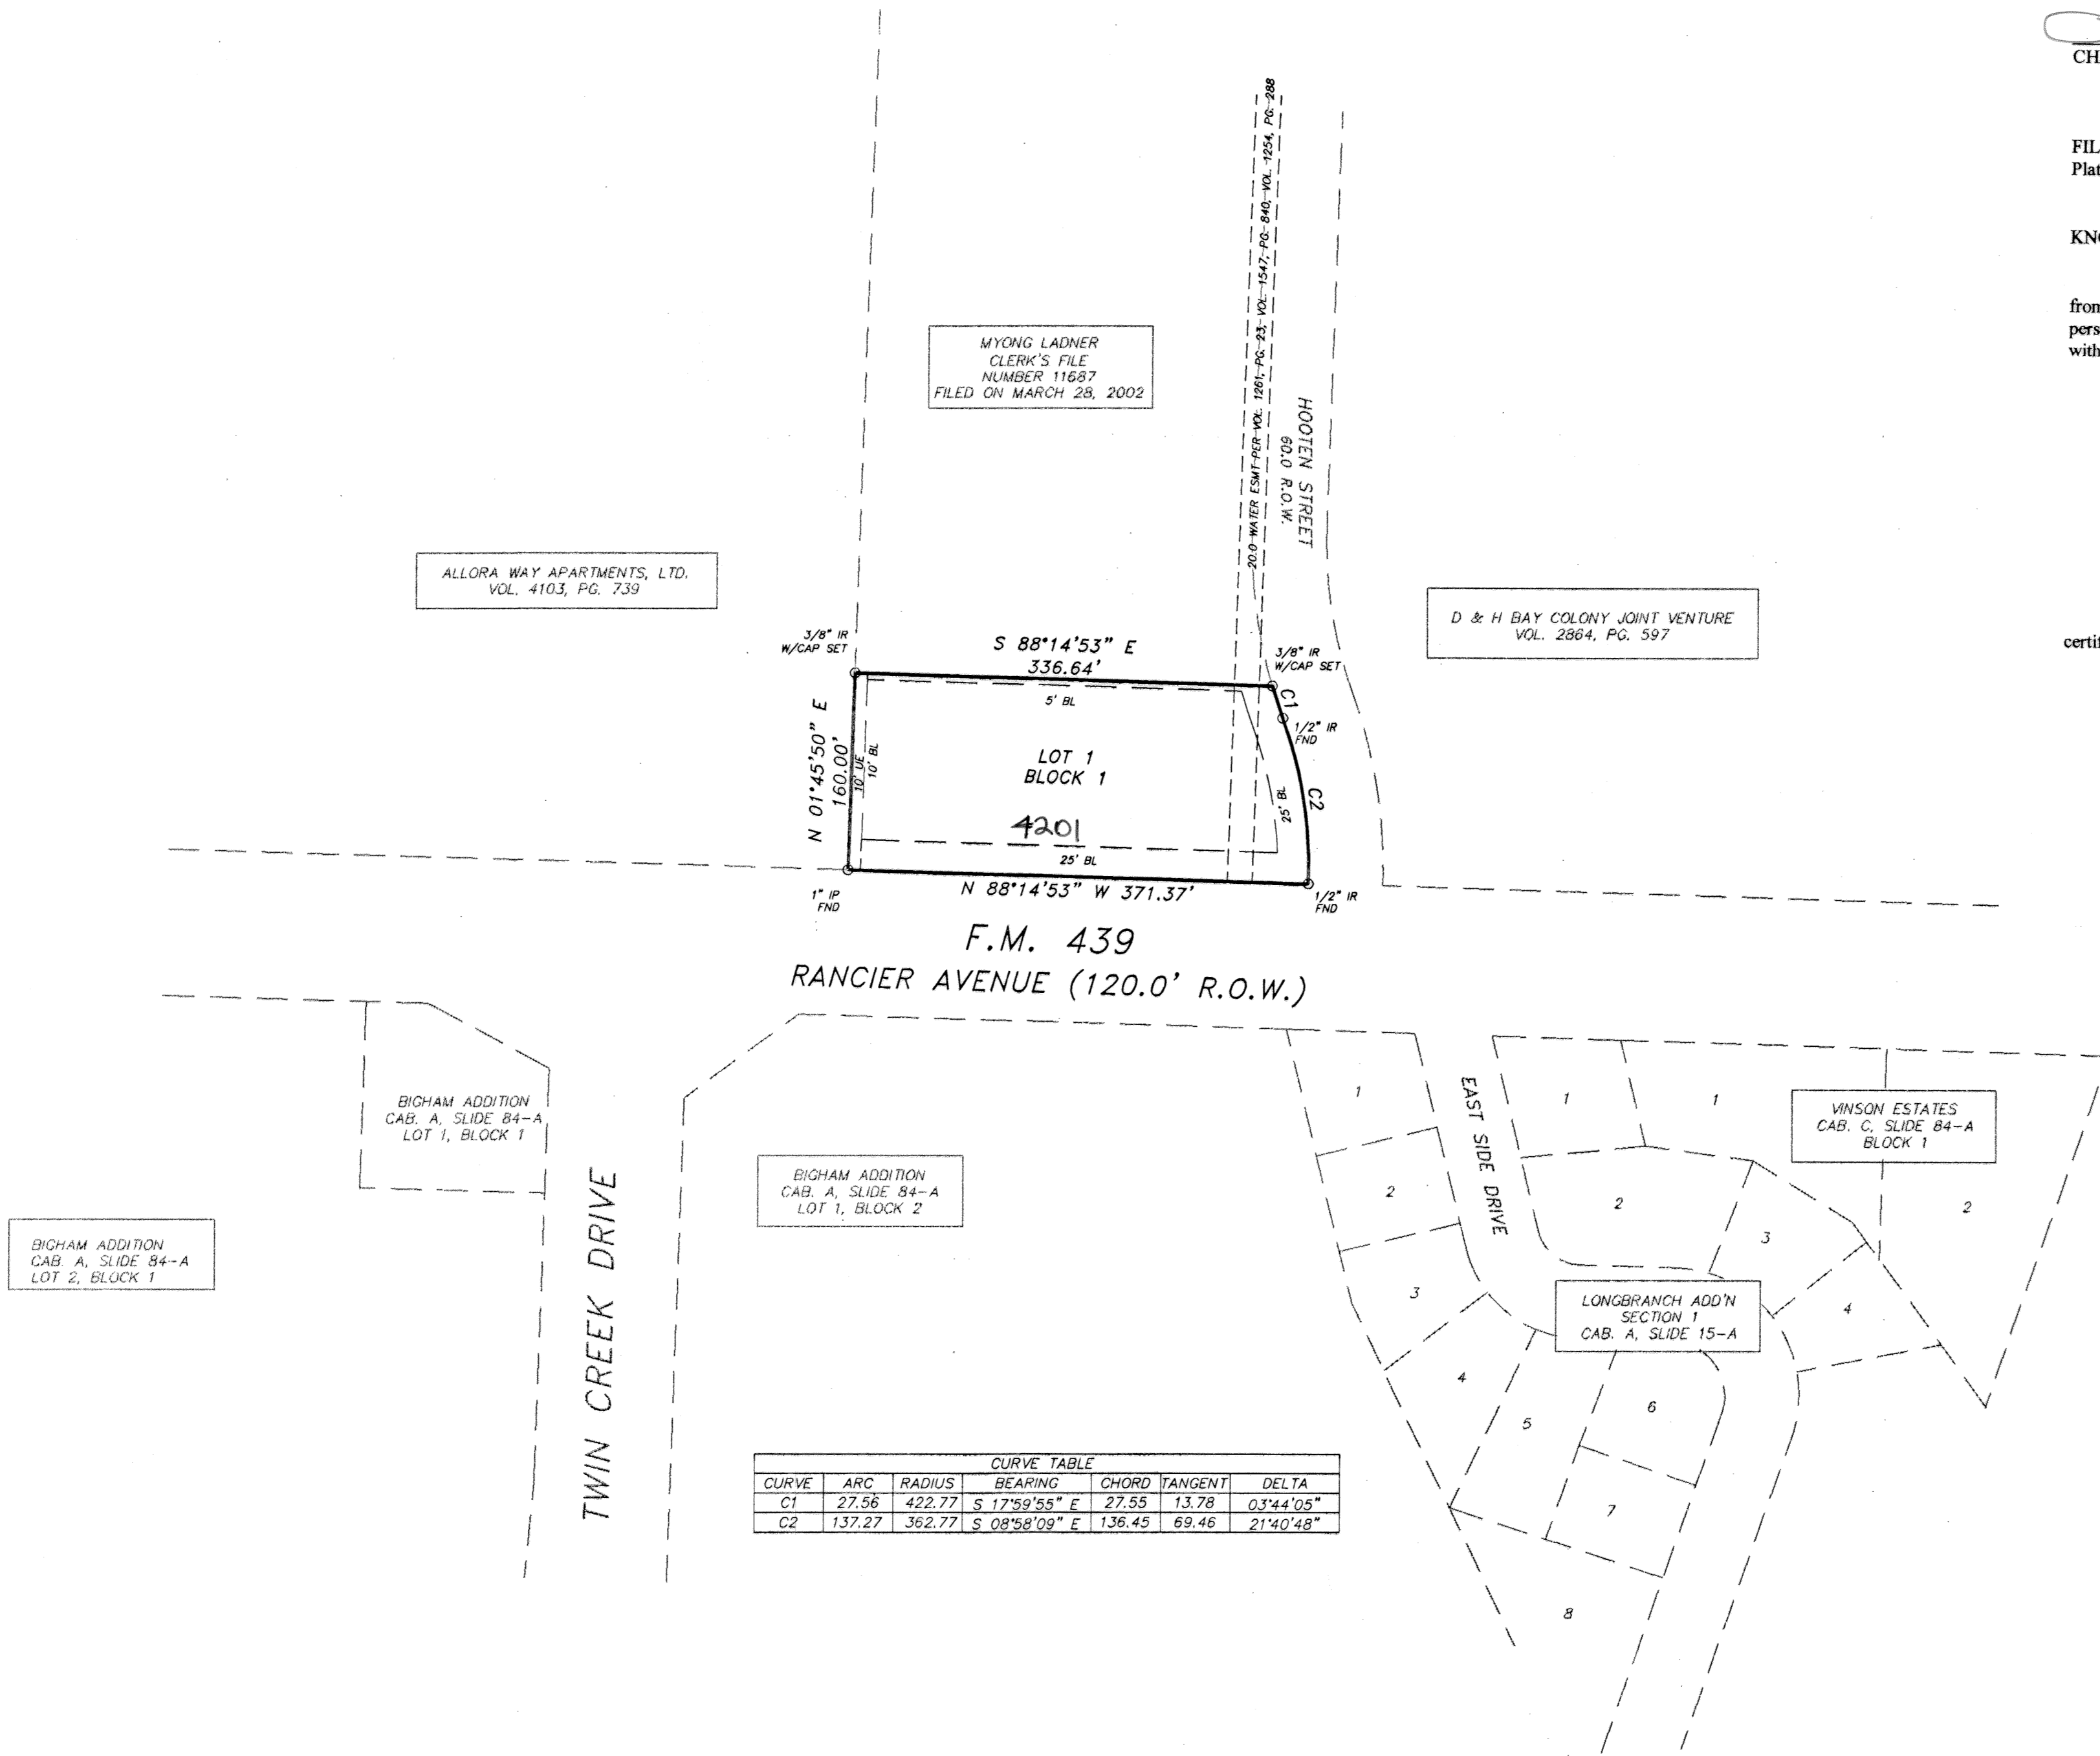 CH
FIL
Plat
KN
from
pers
with
certif
20.0 WATER ESMT PER VOL. 1261, PG. 23, VOL. 1547, PG. 840, VOL. 1254, PG. 288
MYONG LADNER
CLERK'S FILE
NUMBER 11687
FILED ON MARCH 28, 2002
HOOTEN STREET
60.0 R.O.W.
ALLORA WAY APARTMENTS, LTD.
VOL. 4103, PG. 739
D & H BAY COLONY JOINT VENTURE
VOL. 2864, PG. 597
3/8" IR
W/CAP SET
S 88°14'53" E
336.64'
3/8" IR
W/CAP SET
C1
1/2" IR
FND
5' BL
N 01°45'50" E
160.00'
10' UE
10' BL
LOT 1
BLOCK 1
25' BL
C2
4201
25' BL
1" IP
FND
N 88°14'53" W 371.37'
1/2" IR
FND
F.M. 439
RANCIER AVENUE (120.0' R.O.W.)
BIGHAM ADDITION
CAB. A, SLIDE 84-A
LOT 1, BLOCK 1
BIGHAM ADDITION
CAB. A, SLIDE 84-A
LOT 1, BLOCK 2
BIGHAM ADDITION
CAB. A, SLIDE 84-A
LOT 2, BLOCK 1
TWIN CREEK DRIVE
EAST SIDE DRIVE
VINSON ESTATES
CAB. C, SLIDE 84-A
BLOCK 1
1
1
1
2
2
2
3
3
LONGBRANCH ADD'N
SECTION 1
CAB. A, SLIDE 15-A
4
4
5
6
7
8
CURVE TABLE
CURVE ARC RADIUS BEARING CHORD TANGENT DELTA
C1 27.56 422.77 S 17°59'55" E 27.55 13.78 03°44'05"
C2 137.27 362.77 S 08°58'09" E 136.45 69.46 21°40'48"